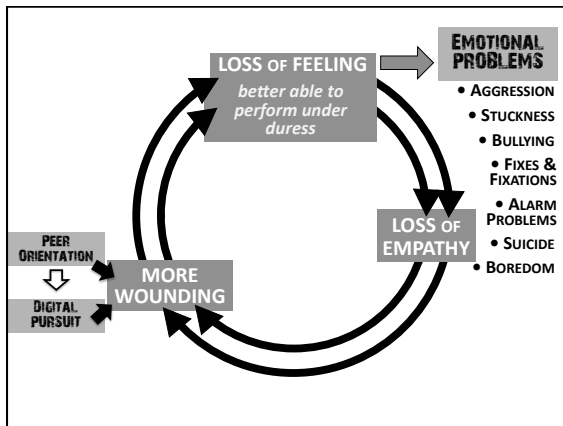 LOSS OF FEELING
better able to
perform under
duress
EMOTIONAL
PROBLEMS
• AGGRESSION
• STUCKNESS
• BULLYING
• FIXES &
FIXATIONS
• ALARM
PROBLEMS
• SUICIDE
• BOREDOM
LOSS OF
EMPATHY
MORE
WOUNDING
PEER
ORIENTATION
DIGITAL
PURSUIT